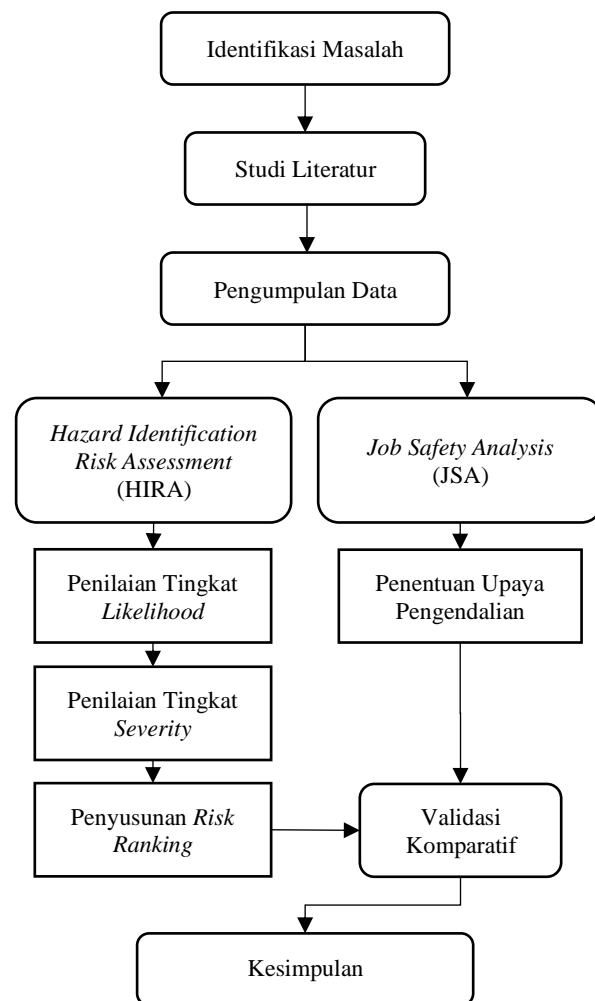 Identifikasi Masalah
Studi Literatur
Pengumpulan Data
Hazard Identification
Risk Assessment
(HIRA)
Job Safety Analysis
(JSA)
Penilaian Tingkat
Likelihood
Penentuan Upaya
Pengendalian
Penilaian Tingkat
Severity
Penyusunan Risk
Ranking
Validasi
Komparatif
Kesimpulan